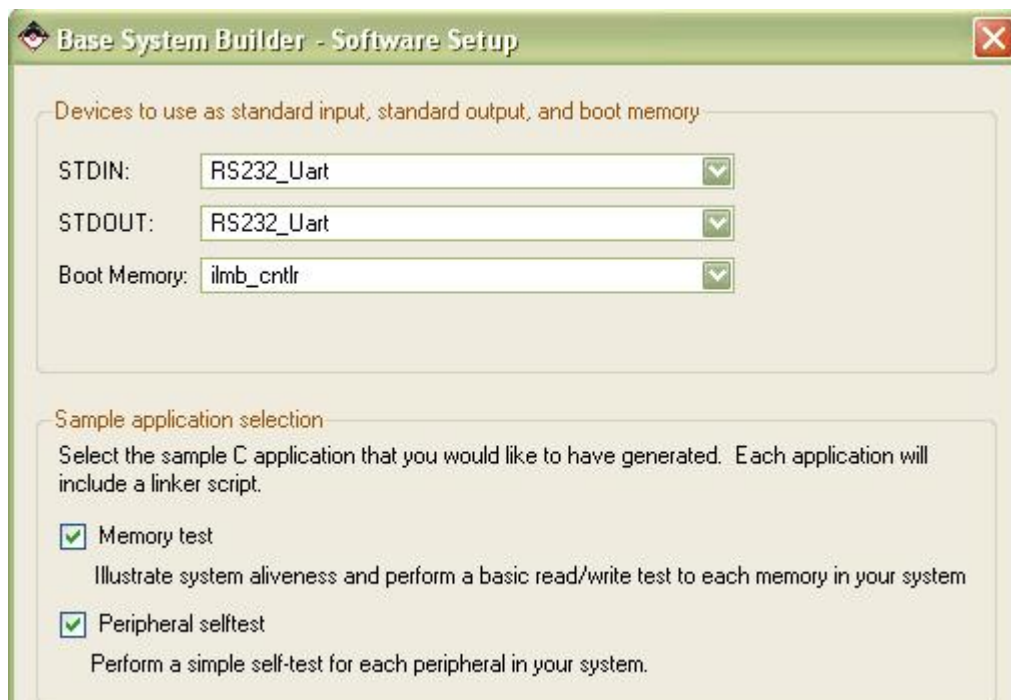 Base System Builder - Software Setup
Devices to use as standard input, standard output, and boot memory
STDIN: RS232_Uart
STDOUT: RS232_Uart
Boot Memory: ilmb_cntlr
Sample application selection
Select the sample C application that you would like to have generated. Each application will
include a linker script.
Memory test
Illustrate system aliveness and perform a basic read/write test to each memory in your system
Peripheral selftest
Perform a simple self-test for each peripheral in your system.